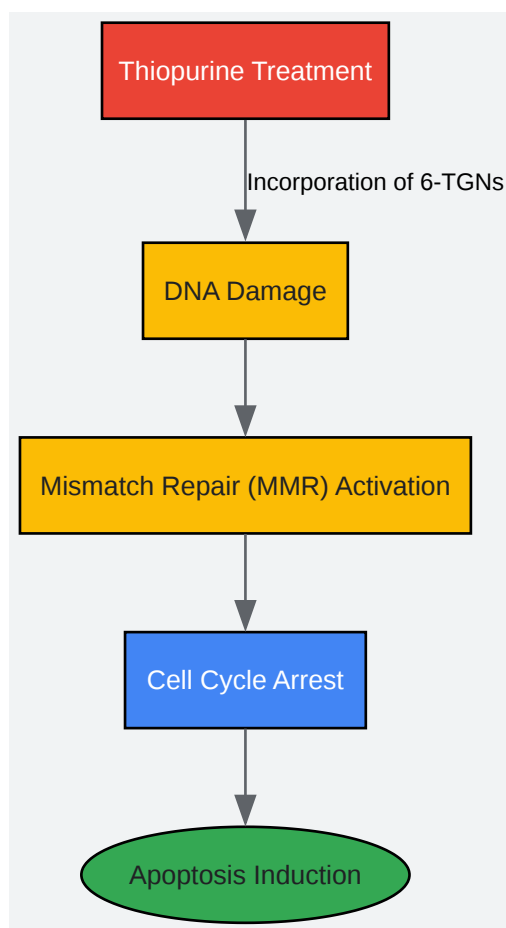 Thiopurine Treatment
Incorporation of 6-TGNs
DNA Damage
Mismatch Repair (MMR) Activation
Cell Cycle Arrest
Apoptosis Induction